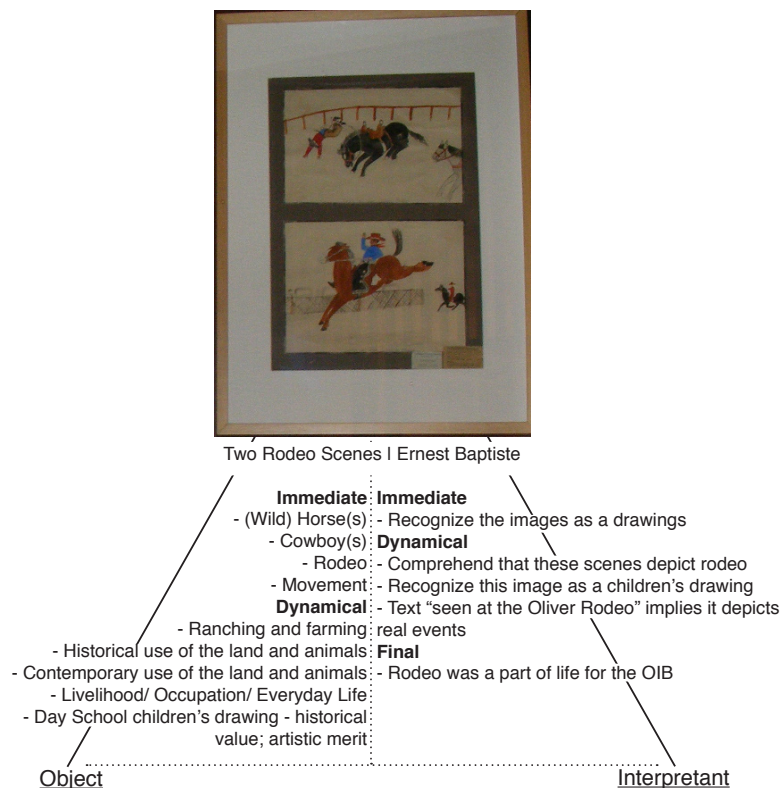 Two Rodeo Scenes | Ernest Baptiste
Immediate
- (Wild) Horse(s)
- Cowboy(s)
- Rodeo
- Movement
Dynamical
- Ranching and farming
- Historical use of the land and animals
- Contemporary use of the land and animals
- Livelihood/ Occupation/ Everyday Life
- Day School children’s drawing - historical
value; artistic merit
Immediate
- Recognize the images as a drawings
Dynamical
- Comprehend that these scenes depict rodeo
- Recognize this image as a children’s drawing
- Text “seen at the Oliver Rodeo” implies it depicts
real events
Final
- Rodeo was a part of life for the OIB
Object
Interpretant